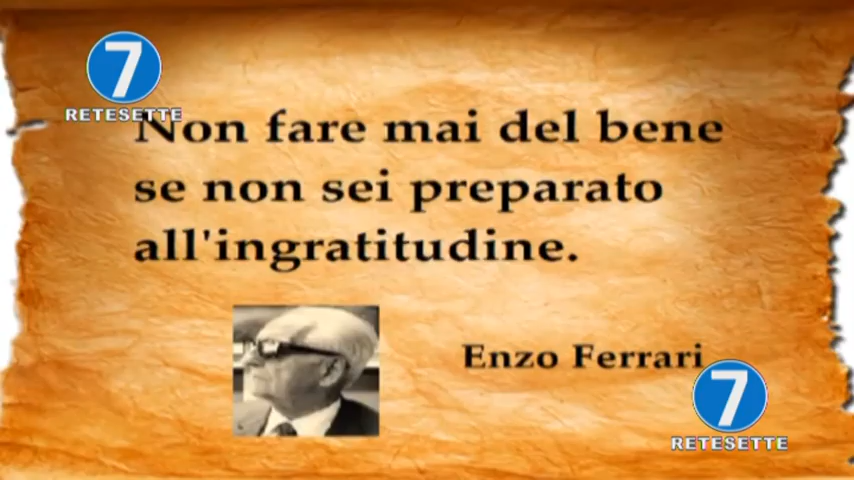 7
RETESETTE
Non fare mai del bene
se non sei preparato
all'ingratitudine.
Enzo Ferrari
7
RETESETTE